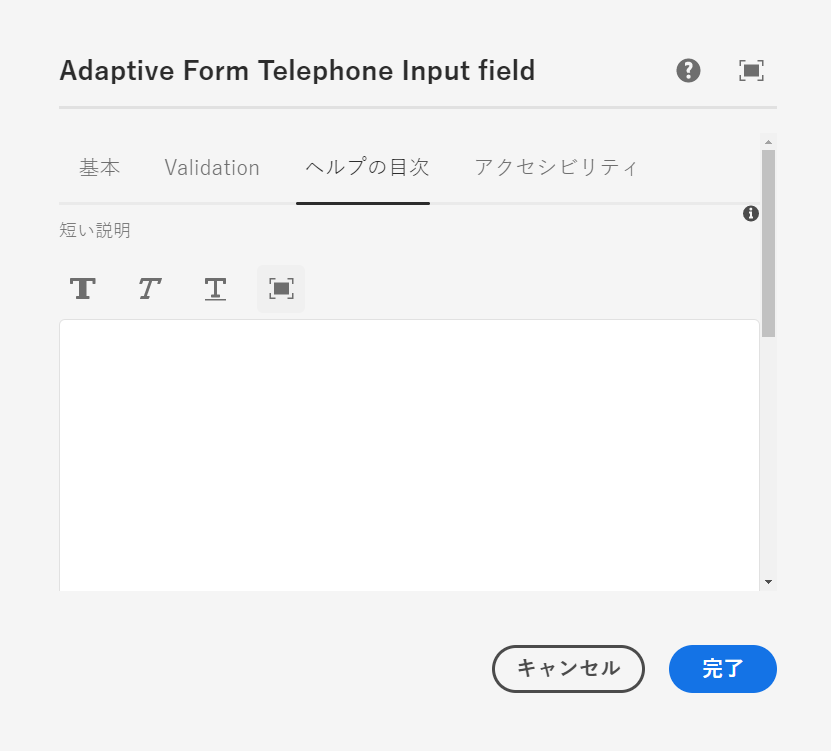 Adaptive Form Telephone Input field
基本 Validation ヘルプの目次 アクセシビリティ
短い説明
T T T
キャンセル 完了